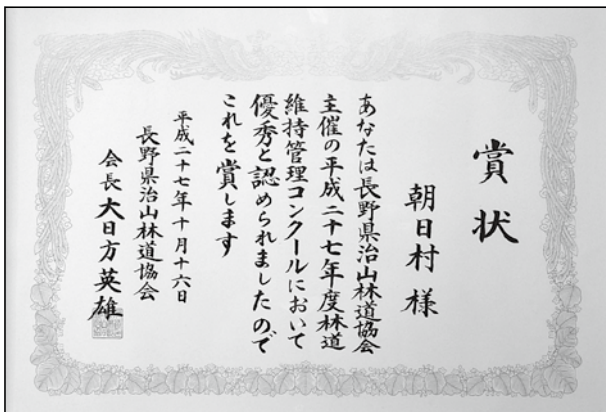 賞状
朝日村 様
あなたは長野県治山林道協会
主催の平成二十七年度林道
維持管理コンクールにおいて
優秀と認められましたので
これを賞します
平成二十七年十月十六日
長野県治山林道協会
会長 大日方英雄